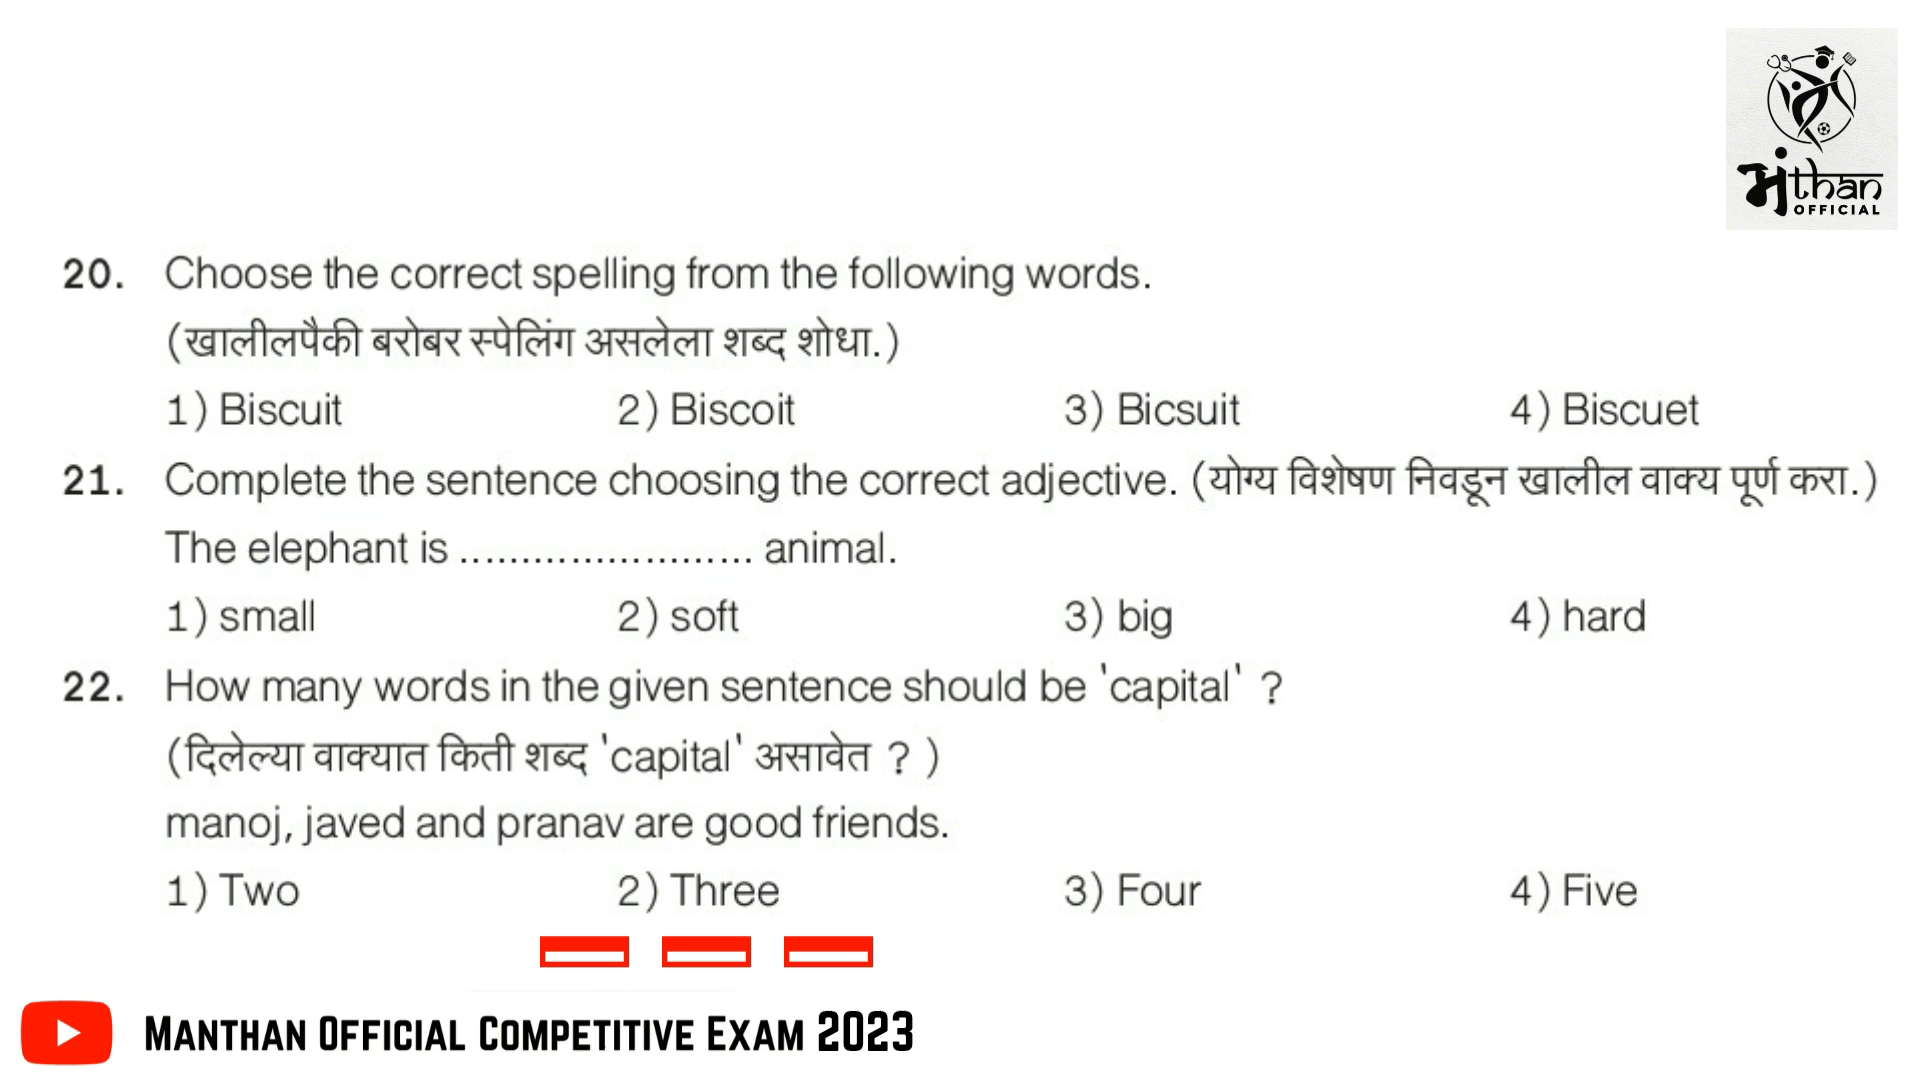 मंthan
OFFICIAL
20. Choose the correct spelling from the following words.
(खालीलपैकी बरोबर स्पेलिंग असलेला शब्द शोधा.)
1) Biscuit 2) Biscoit 3) Bicsuit 4) Biscuet
21. Complete the sentence choosing the correct adjective. (योग्य विशेषण निवडून खालील वाक्य पूर्ण करा.)
The elephant is ........................ animal.
1) small 2) soft 3) big 4) hard
22. How many words in the given sentence should be 'capital' ?
(दिलेल्या वाक्यात किती शब्द 'capital' असावेत ? )
manoj, javed and pranav are good friends.
1) Two 2) Three 3) Four 4) Five
MANTHAN OFFICIAL COMPETITIVE EXAM 2023